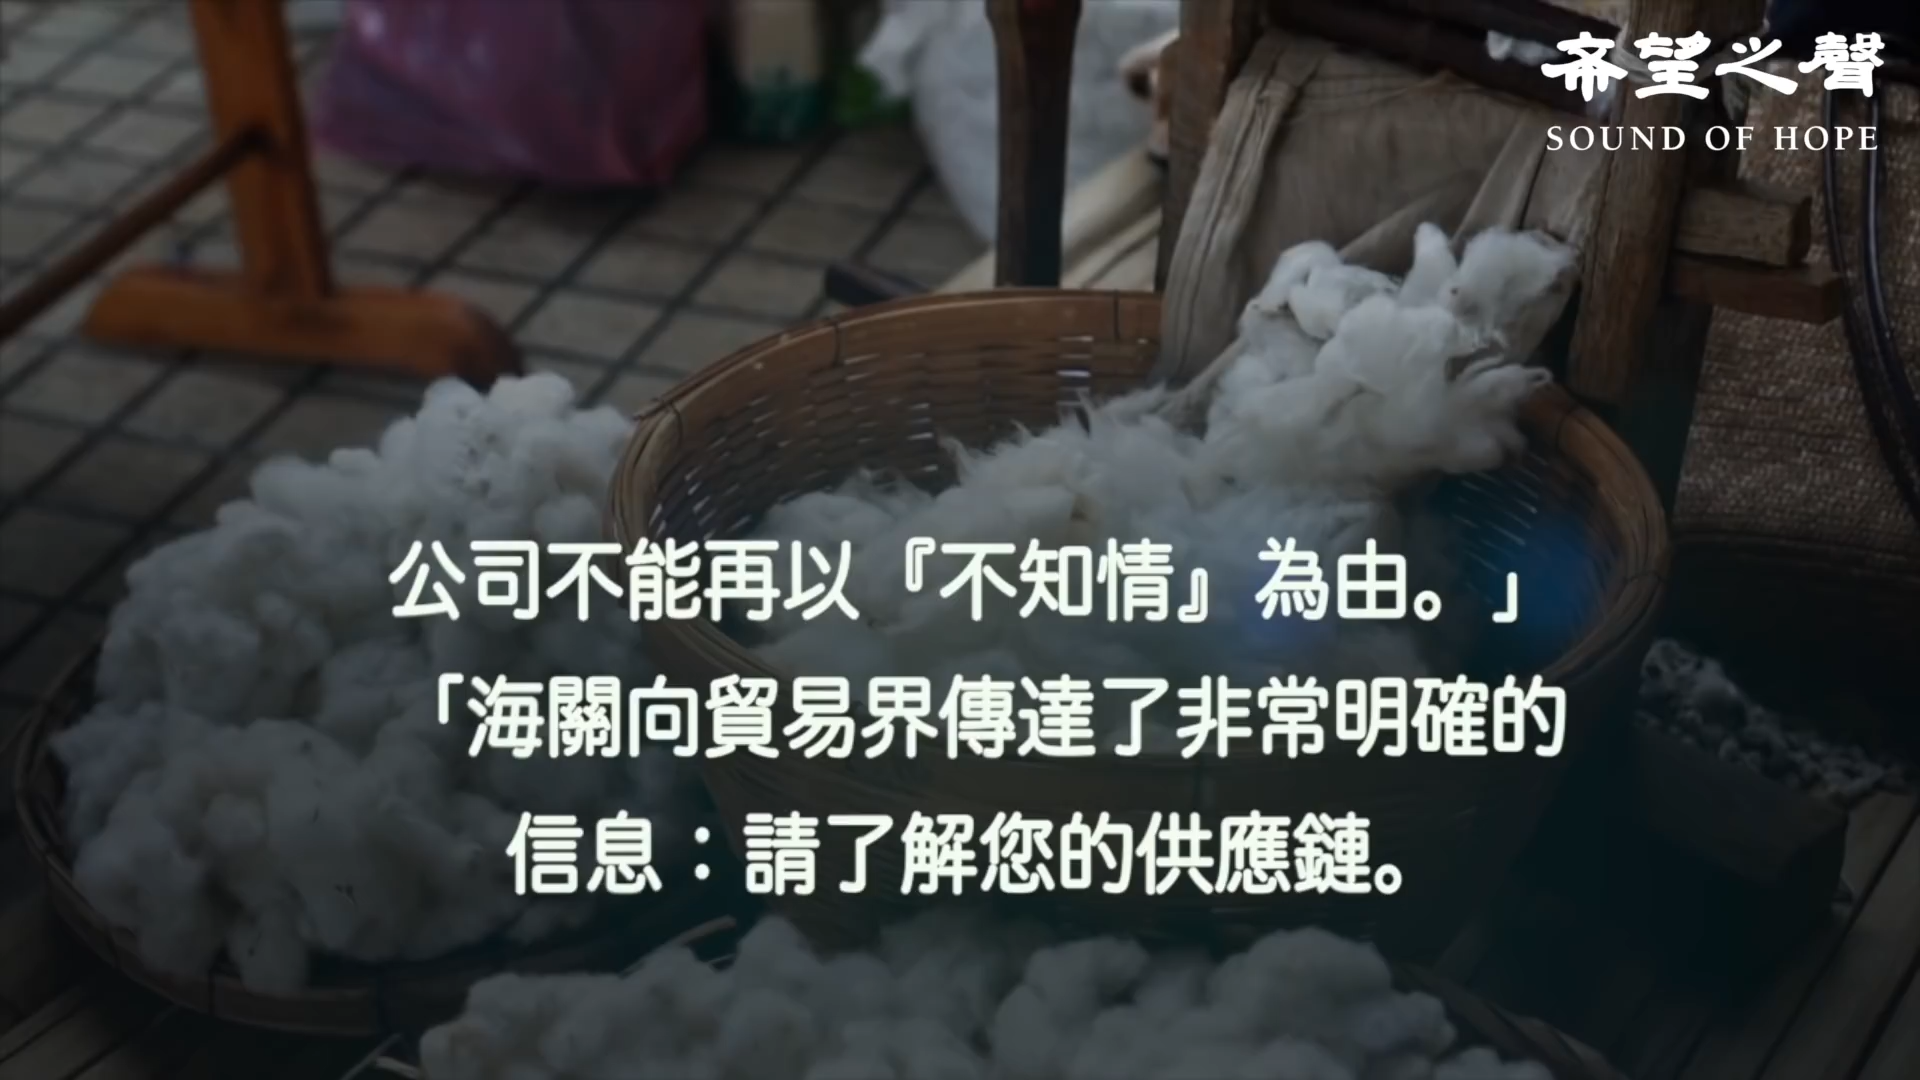 希望之聲
SOUND OF HOPE
公司不能再以『不知情』為由。」
「海關向貿易界傳達了非常明確的
信息：請了解您的供應鏈。